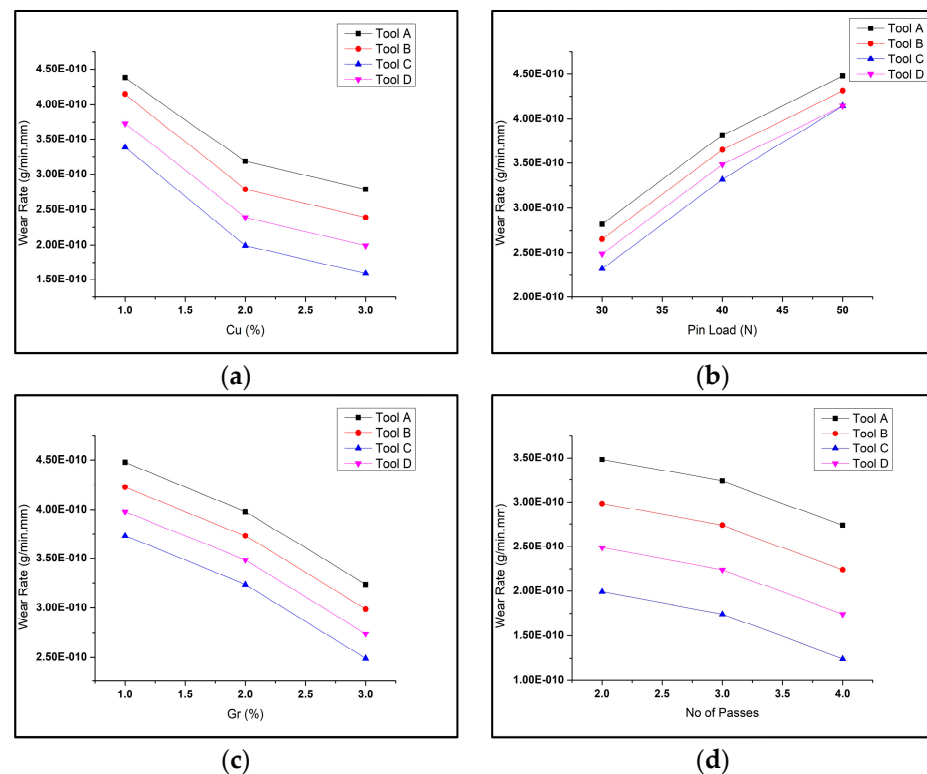 Tool A
Tool B
Tool C
Tool D
4.50E-010
4.00E-010
3.50E-010
3.00E-010
2.50E-010
2.00E-010
1.50E-010
Wear Rate (g/min.mm)
1.0 1.5 2.0 2.5 3.0
Cu (%)
(a)
Tool A
Tool B
Tool C
Tool D
4.50E-010
4.00E-010
3.50E-010
3.00E-010
2.50E-010
2.00E-010
Wear Rate (g/min.mm)
30 35 40 45 50
Pin Load (N)
(b)
Tool A
Tool B
Tool C
Tool D
4.50E-010
4.00E-010
3.50E-010
3.00E-010
2.50E-010
Wear Rate (g/min.mm)
1.0 1.5 2.0 2.5 3.0
Gr (%)
(c)
Tool A
Tool B
Tool C
Tool D
3.50E-010
3.00E-010
2.50E-010
2.00E-010
1.50E-010
1.00E-010
Wear Rate (g/min.mm)
2.0 2.5 3.0 3.5 4.0
No of Passes
(d)